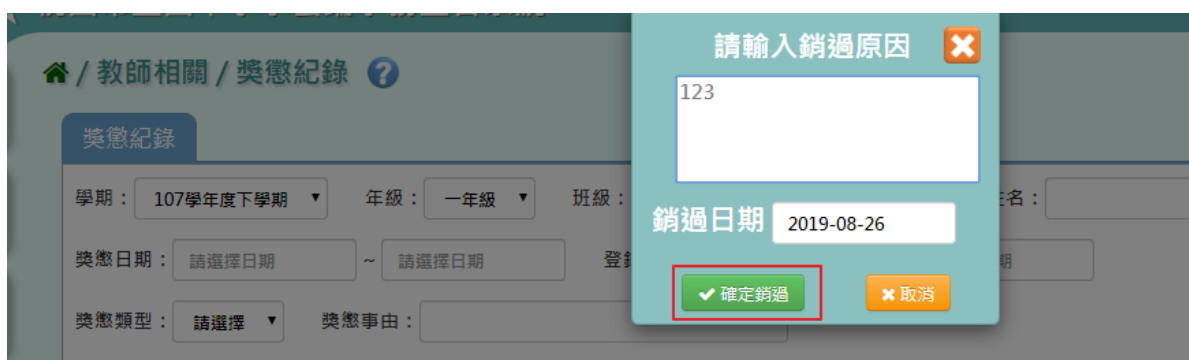 請輸入銷過原因
123
銷過日期 2019-08-26
確定銷過 取消
/ 教師相關 / 獎懲紀錄 ?
獎懲紀錄
學期： 107學年度下學期 年級： 一年級 班級： 名：
獎懲日期： 請選擇日期 ~ 請選擇日期 登 期
獎懲類型： 請選擇 獎懲事由：